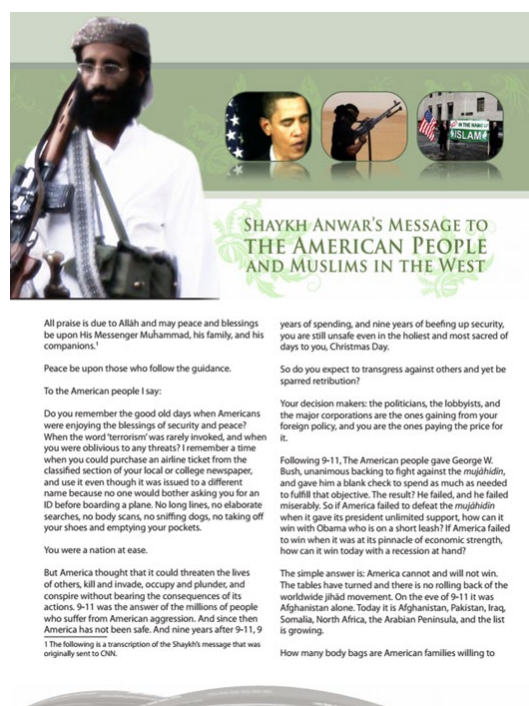 SHAYKH ANWAR'S MESSAGE TO
THE AMERICAN PEOPLE
AND MUSLIMS IN THE WEST
IN THE NAME OF
ISLAM
All praise is due to Allāh and may peace and blessings
be upon His Messenger Muḥammad, his family, and his
companions.¹
Peace be upon those who follow the guidance.
To the American people I say:
Do you remember the good old days when Americans
were enjoying the blessings of security and peace?
When the word 'terrorism' was rarely invoked, and when
you were oblivious to any threats? I remember a time
when you could purchase an airline ticket from the
classified section of your local or college newspaper,
and use it even though it was issued to a different
name because no one would bother asking you for an
ID before boarding a plane. No long lines, no elaborate
searches, no body scans, no sniffing dogs, no taking off
your shoes and emptying your pockets.
You were a nation at ease.
But America thought that it could threaten the lives
of others, kill and invade, occupy and plunder, and
conspire without bearing the consequences of its
actions. 9-11 was the answer of the millions of people
who suffer from American aggression. And since then
America has not been safe. And nine years after 9-11, 9
1 The following is a transcription of the Shaykh's message that was
originally sent to CNN.
years of spending, and nine years of beefing up security,
you are still unsafe even in the holiest and most sacred of
days to you, Christmas Day.
So do you expect to transgress against others and yet be
sparred retribution?
Your decision makers: the politicians, the lobbyists, and
the major corporations are the ones gaining from your
foreign policy, and you are the ones paying the price for
it.
Following 9-11, The American people gave George W.
Bush, unanimous backing to fight against the mujāhidīn,
and gave him a blank check to spend as much as needed
to fulfill that objective. The result? He failed, and he failed
miserably. So if America failed to defeat the mujāhidīn
when it gave its president unlimited support, how can it
win with Obama who is on a short leash? If America failed
to win when it was at its pinnacle of economic strength,
how can it win today with a recession at hand?
The simple answer is: America cannot and will not win.
The tables have turned and there is no rolling back of the
worldwide jihād movement. On the eve of 9-11 it was
Afghanistan alone. Today it is Afghanistan, Pakistan, Iraq,
Somalia, North Africa, the Arabian Peninsula, and the list
is growing.
How many body bags are American families willing to